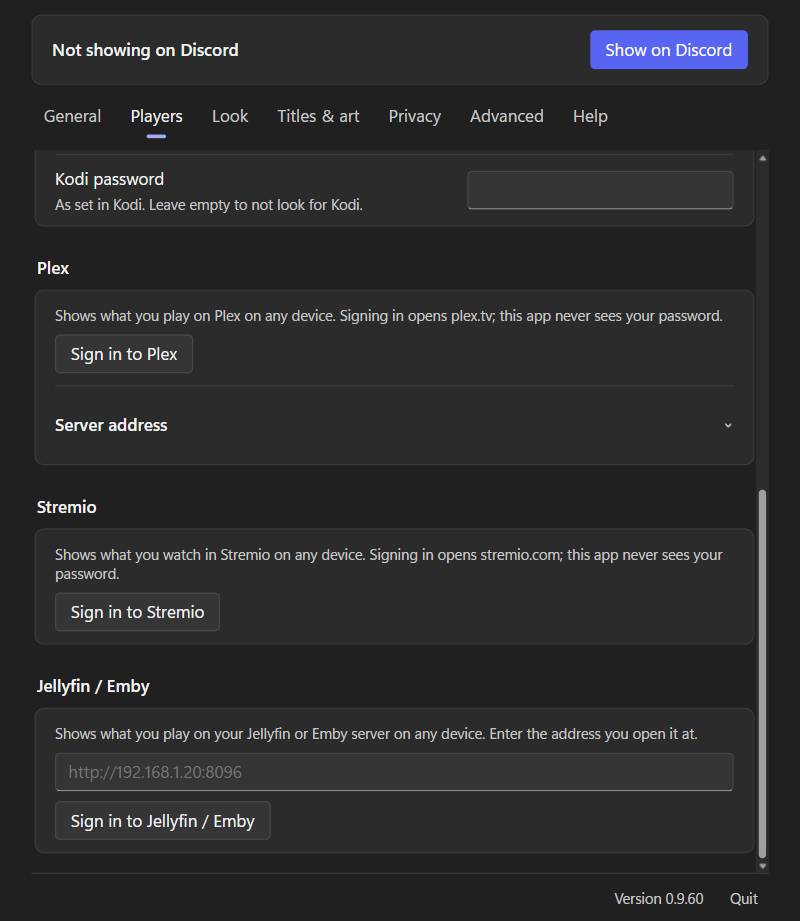 Not showing on Discord
Show on Discord
General
Players
Look
Titles & art
Privacy
Advanced
Help
Kodi password
As set in Kodi. Leave empty to not look for Kodi.
Plex
Shows what you play on Plex on any device. Signing in opens plex.tv; this app never sees your password.
Sign in to Plex
Server address
Stremio
Shows what you watch in Stremio on any device. Signing in opens stremio.com; this app never sees your
password.
Sign in to Stremio
Jellyfin / Emby
Shows what you play on your Jellyfin or Emby server on any device. Enter the address you open it at.
http://192.168.1.20:8096
Sign in to Jellyfin / Emby
Version 0.9.60
Quit